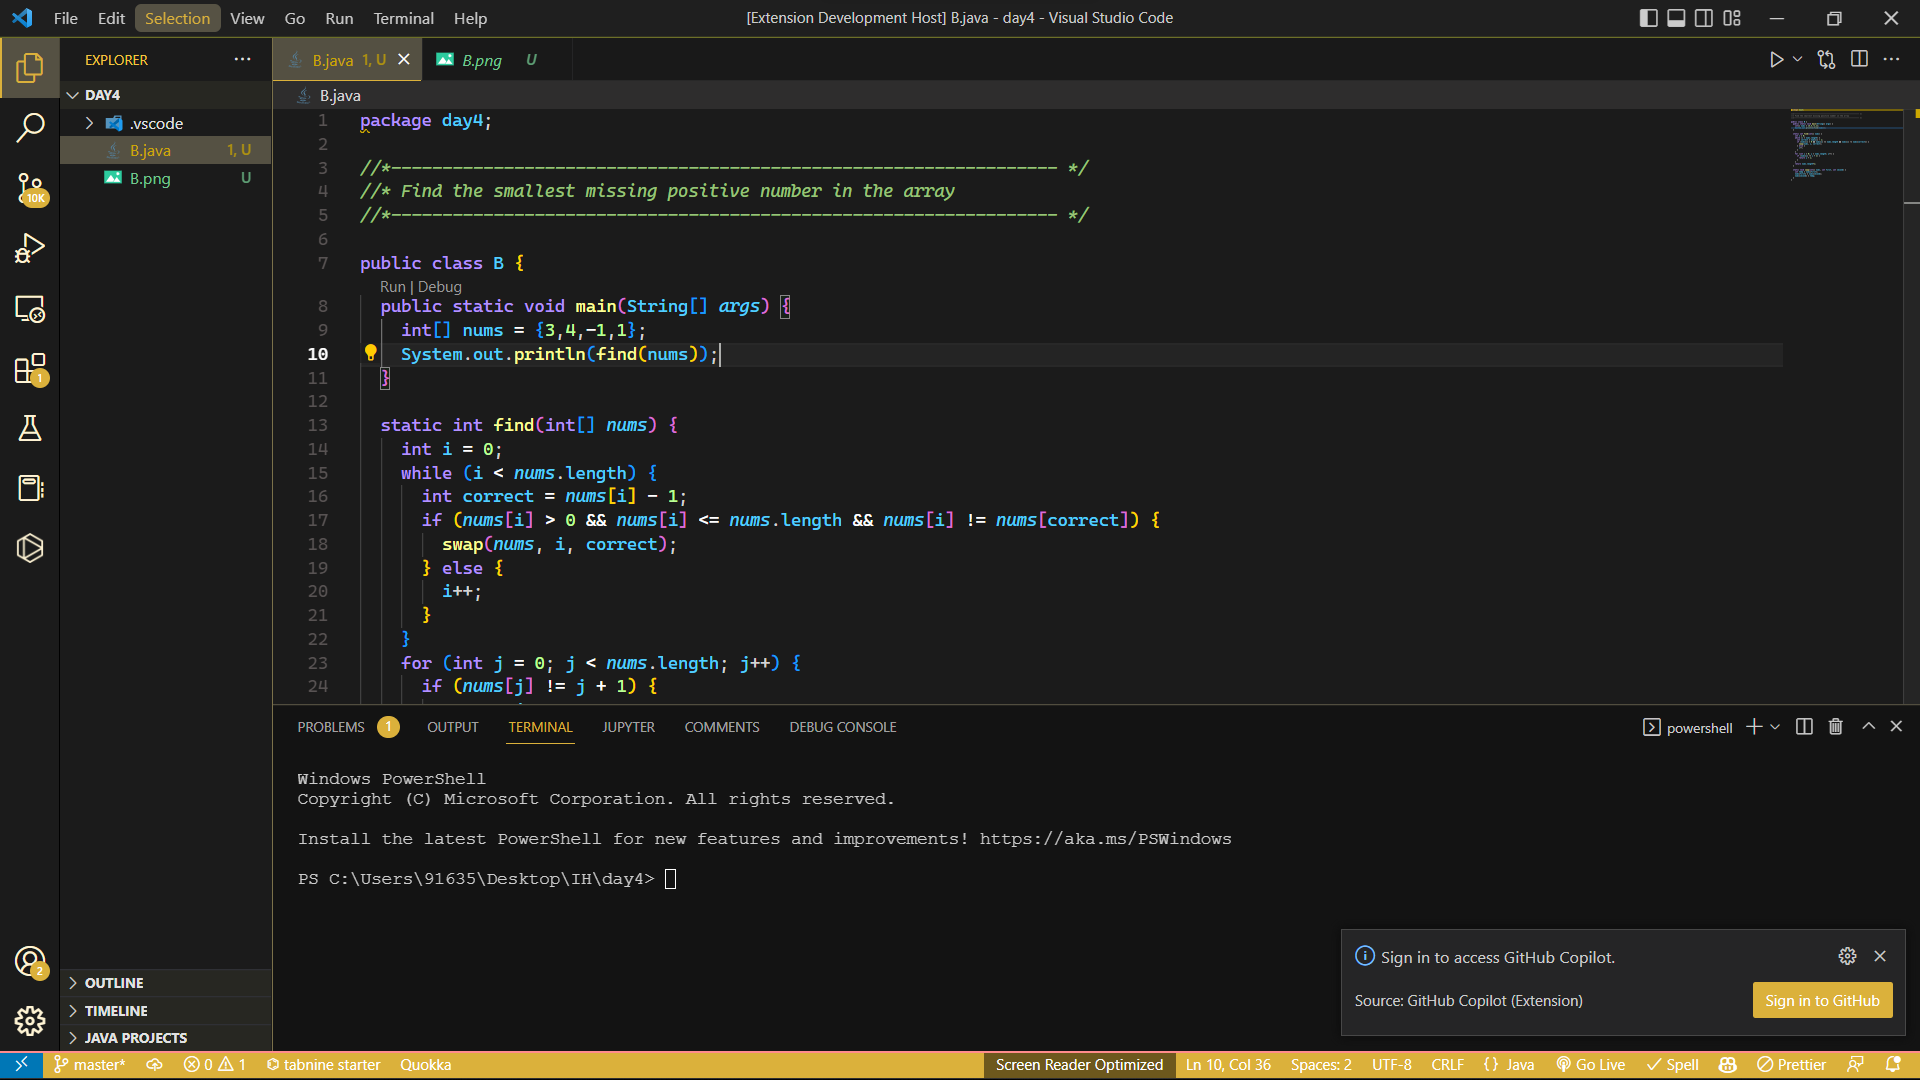 File Edit Selection View Go Run Terminal Help
[Extension Development Host] B.java - day4 - Visual Studio Code
EXPLORER
DAY4
.vscode
B.java 1, U
B.png U
10K
1
2
OUTLINE
TIMELINE
JAVA PROJECTS
B.java 1, U
B.png U
B.java
1 package day4;
2
3 //*----------------------------------------------------------------- */
4 //* Find the smallest missing positive number in the array
5 //*----------------------------------------------------------------- */
6
7 public class B {
Run | Debug
8 public static void main(String[] args) {
9 int[] nums = {3,4,-1,1};
10 System.out.println(find(nums));
11 }
12
13 static int find(int[] nums) {
14 int i = 0;
15 while (i < nums.length) {
16 int correct = nums[i] - 1;
17 if (nums[i] > 0 && nums[i] <= nums.length && nums[i] != nums[correct]) {
18 swap(nums, i, correct);
19 } else {
20 i++;
21 }
22 }
23 for (int j = 0; j < nums.length; j++) {
24 if (nums[j] != j + 1) {
PROBLEMS 1 OUTPUT TERMINAL JUPYTER COMMENTS DEBUG CONSOLE
powershell
Windows PowerShell
Copyright (C) Microsoft Corporation. All rights reserved.
Install the latest PowerShell for new features and improvements! https://aka.ms/PSWindows
PS C:\Users\91635\Desktop\IH\day4>
Sign in to access GitHub Copilot.
Source: GitHub Copilot (Extension)
Sign in to GitHub
master* 0 1 tabnine starter Quokka
Screen Reader Optimized Ln 10, Col 36 Spaces: 2 UTF-8 CRLF {} Java Go Live Spell Prettier